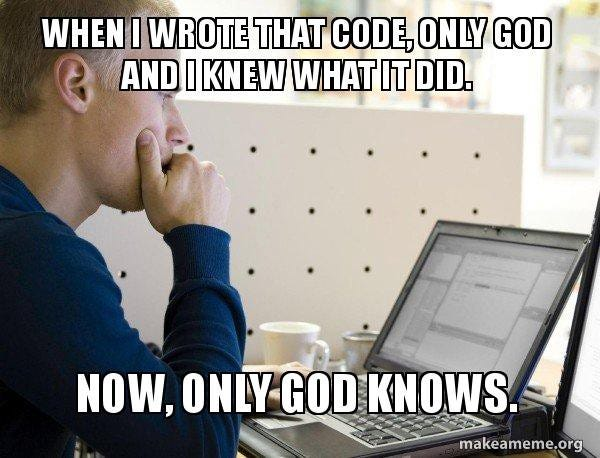 WHEN I WROTE THAT CODE, ONLY GOD
AND I KNEW WHAT IT DID.
NOW, ONLY GOD KNOWS.
makeameme.org